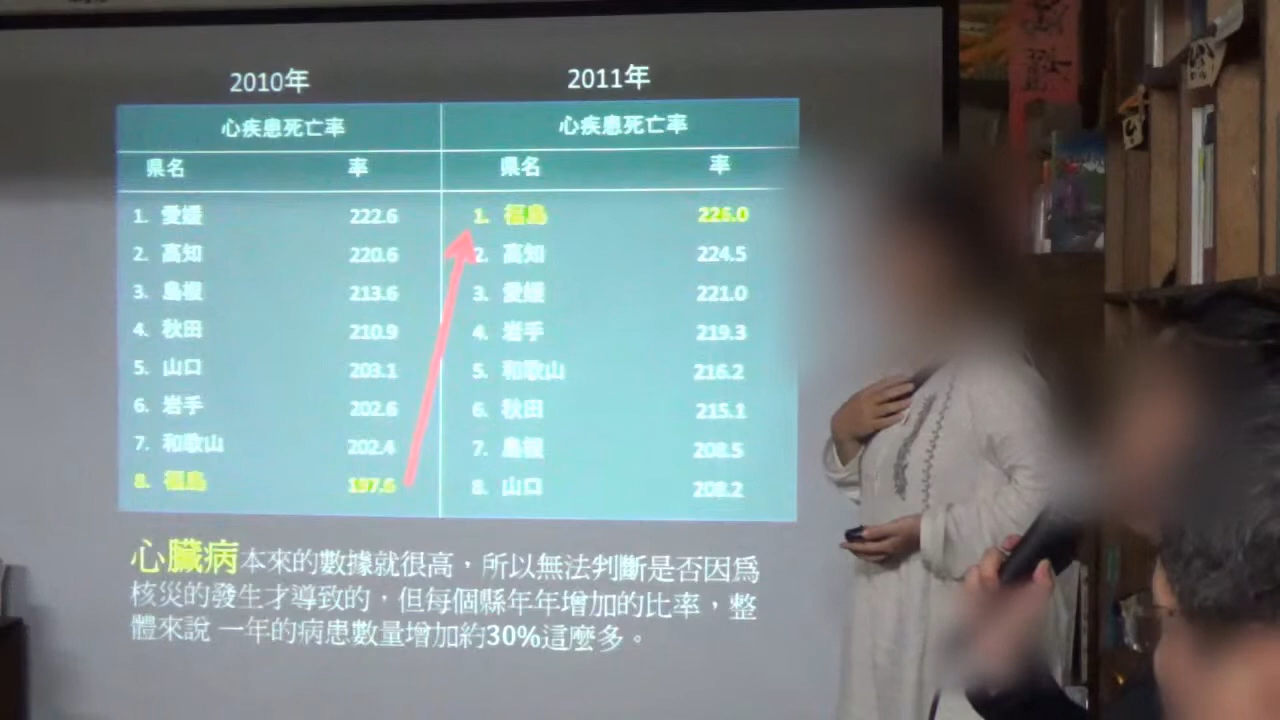 2010年
2011年
心疾患死亡率
心疾患死亡率
県名 率
県名 率
1. 愛媛 222.6
1. 福島 226.0
2. 高知 220.6
2. 高知 224.5
3. 島根 213.6
3. 愛媛 221.0
4. 秋田 210.9
4. 岩手 219.3
5. 山口 203.1
5. 和歌山 216.2
6. 岩手 202.6
6. 秋田 215.1
7. 和歌山 202.4
7. 島根 208.5
8. 福島 197.6
8. 山口 208.2
心臟病本來的數據就很高，所以無法判斷是否因為
核災的發生才導致的，但每個縣年年增加的比率，整
體來說 一年的病患數量增加約30%這麼多。